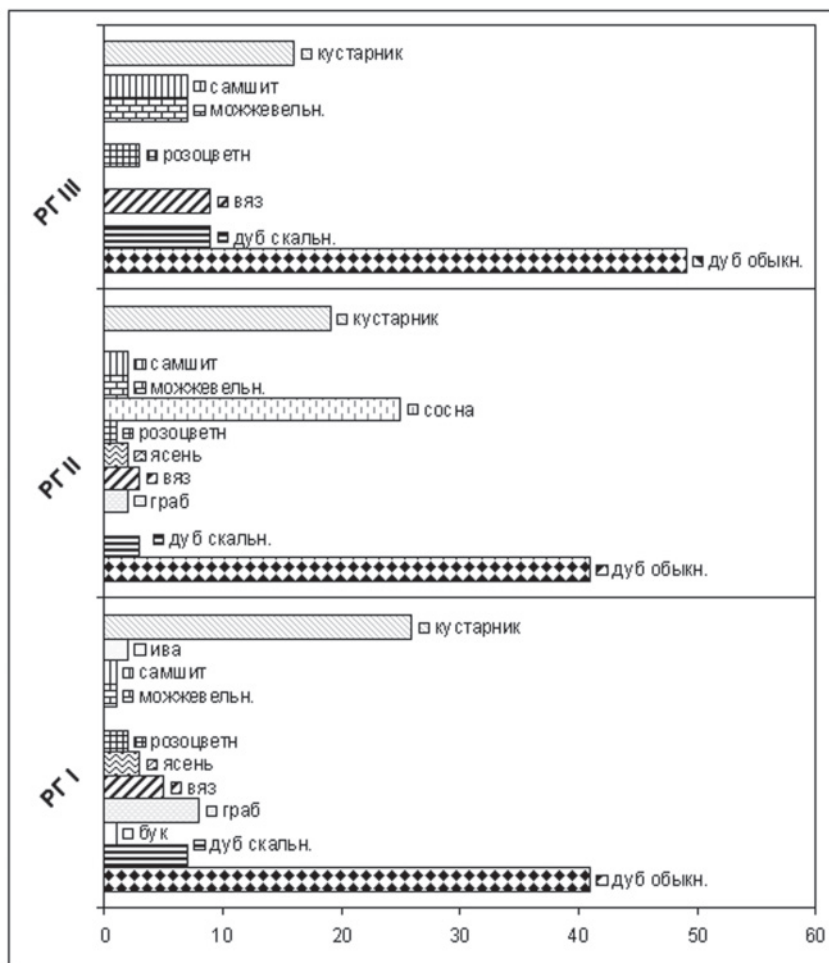 РГ III
кустарник
самшит
можжевельн.
розоцветн
вяз
дуб скальн.
дуб обыкн.
РГ II
кустарник
самшит
можжевельн.
сосна
розоцветн
ясень
вяз
граб
дуб скальн.
дуб обыкн.
РГ I
кустарник
ива
самшит
можжевельн.
розоцветн
ясень
вяз
граб
бук
дуб скальн.
дуб обыкн.
0 10 20 30 40 50 60